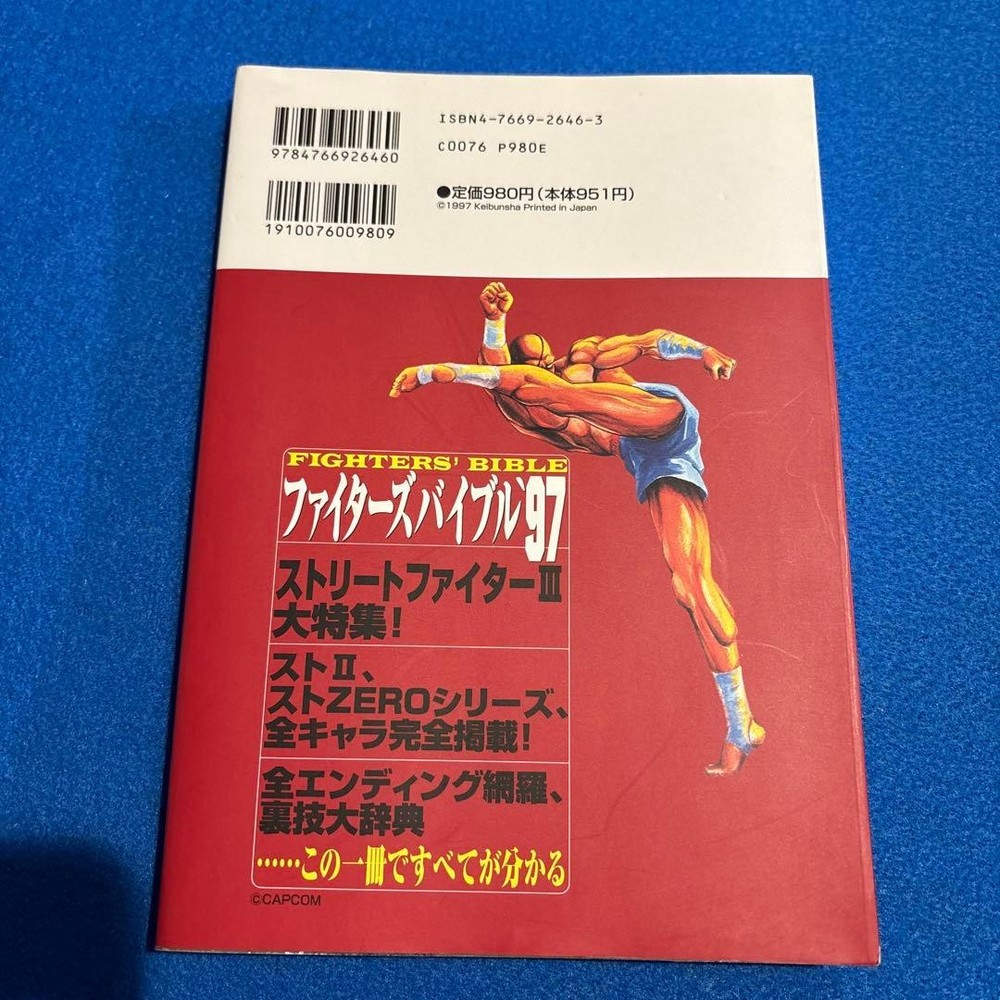 ISBN4-7669-2646-3
C0076 P980E
9784766926460
●定価980円(本体951円)
©1997 Keibunsha Printed in Japan
1910076009809
FIGHTERS' BIBLE
ファイターズバイブル'97
ストリートファイターⅢ
大特集!
ストⅡ、
ストZEROシリーズ、
全キャラ完全掲載!
全エンディング網羅、
裏技大辞典
……この一冊ですべてが分かる
©CAPCOM